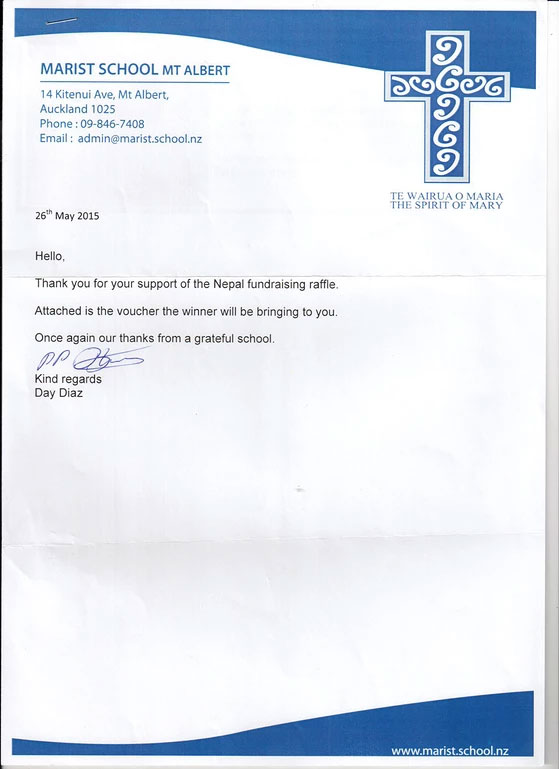 MARIST SCHOOL MT ALBERT
14 Kitenui Ave, Mt Albert,
Auckland 1025
Phone : 09-846-7408
Email : admin@marist.school.nz
TE WAIRUA O MARIA
THE SPIRIT OF MARY
26th May 2015
Hello,
Thank you for your support of the Nepal fundraising raffle.
Attached is the voucher the winner will be bringing to you.
Once again our thanks from a grateful school.
PP
Kind regards
Day Diaz
www.marist.school.nz